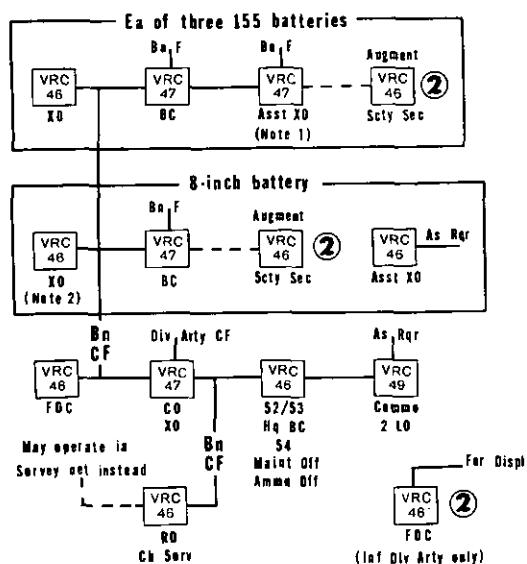 Ea of three 155 batteries
Bn F
Bn F
Augment
VRC 46
VRC 47
VRC 47
VRC 46
2
XO
BC
Asst XO
Scty Sec
(Note 1)
8-inch battery
Bn F
Augment
VRC 46
VRC 47
VRC 46
2
VRC 46
As Rqr
XO
BC
Scty Sec
Asst XO
(Note 2)
Bn
CF
Div Arty CF
As Rqr
VRC 46
VRC 47
VRC 46
VRC 49
FDC
CO
XO
S2/S3
Hq BC
S4
Maint Off
Ammo Off
Commo
2 LO
Bn
CF
May operate in
Survey net instead
VRC 46
RO
Ch Surv
For Displ
VRC 46
2
FDC
(Inf Div Arty only)